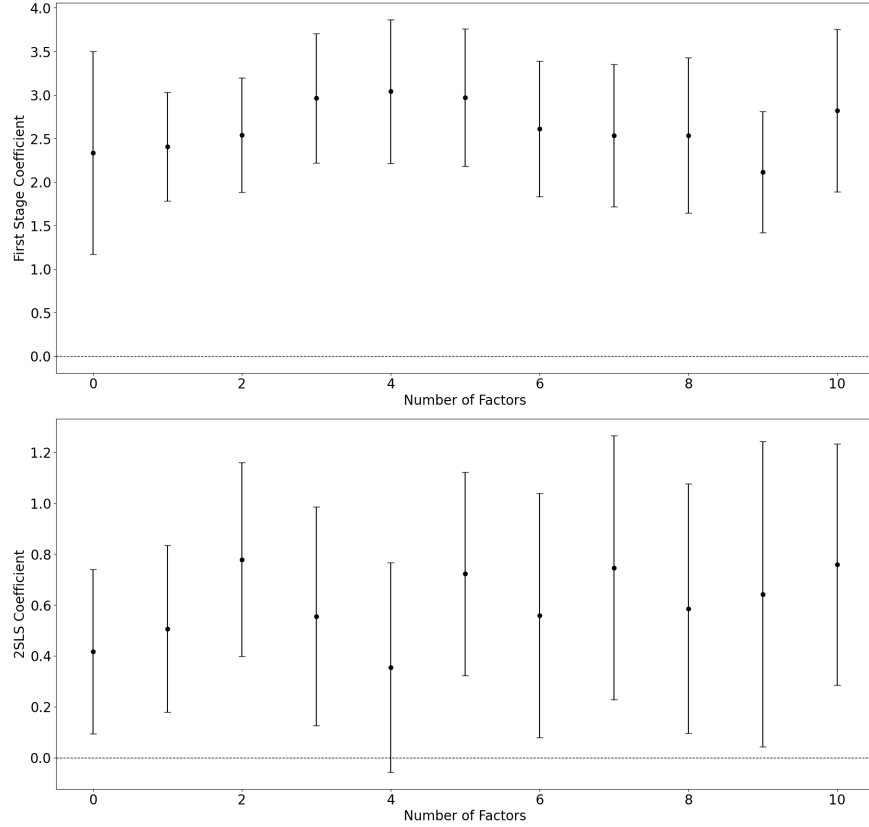 4.0
3.5
3.0
2.5
2.0
1.5
1.0
0.5
0.0
First Stage Coefficient
0 2 4 6 8 10
Number of Factors
1.2
1.0
0.8
0.6
0.4
0.2
0.0
2SLS Coefficient
0 2 4 6 8 10
Number of Factors